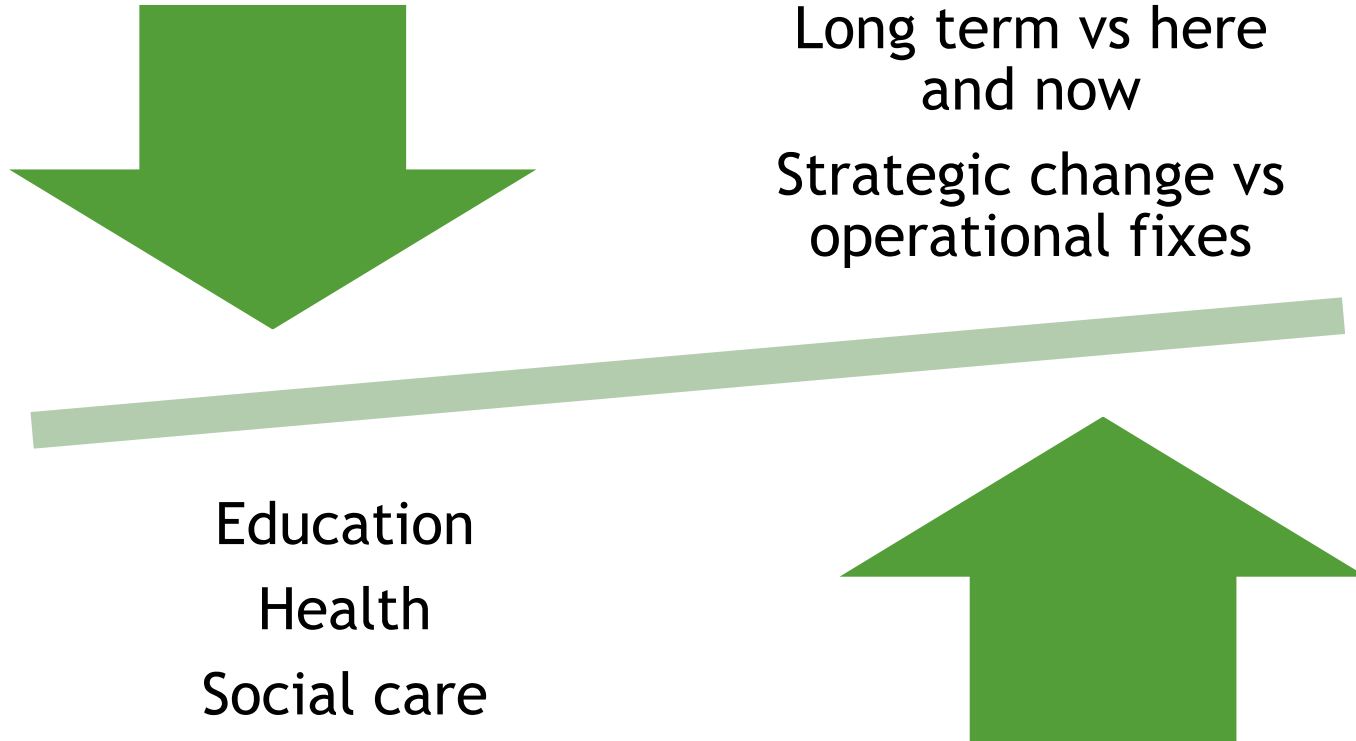 Long term vs here
and now
Strategic change vs
operational fixes
Education
Health
Social care